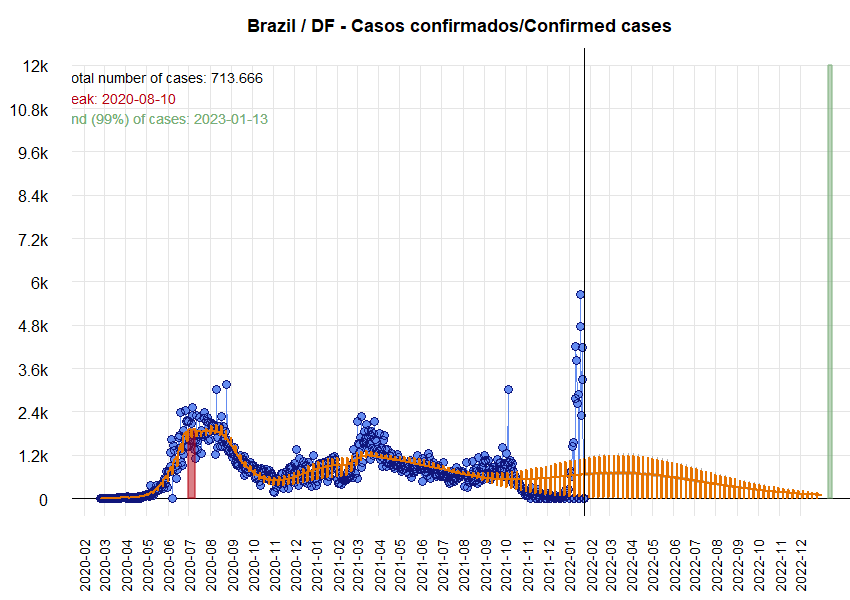 Brazil / DF - Casos confirmados/Confirmed cases
12k
otal number of cases: 713.666
eak: 2020-08-10
10.8k
nd (99%) of cases: 2023-01-13
9.6k
8.4k
7.2k
6k
4.8k
3.6k
2.4k
1.2k
0
2020-02
2020-03
2020-04
2020-05
2020-06
2020-07
2020-08
2020-09
2020-10
2020-11
2020-12
2021-01
2021-02
2021-03
2021-04
2021-05
2021-06
2021-07
2021-08
2021-09
2021-10
2021-11
2021-12
2022-01
2022-02
2022-03
2022-04
2022-05
2022-06
2022-07
2022-08
2022-09
2022-10
2022-11
2022-12